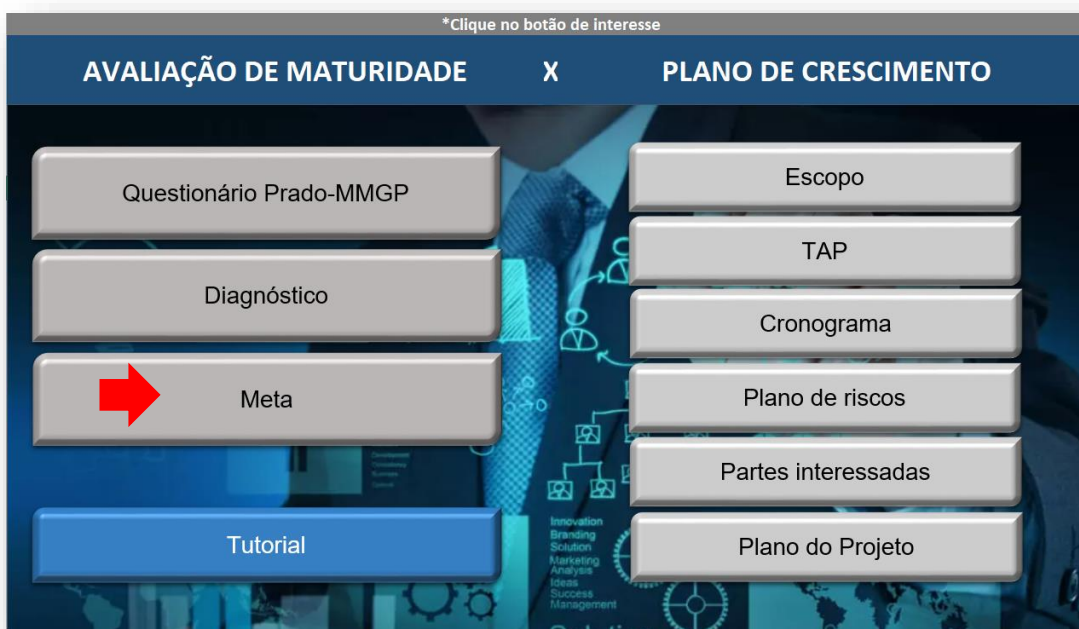 *Clique no botão de interesse
AVALIAÇÃO DE MATURIDADE X PLANO DE CRESCIMENTO
Questionário Prado-MMGP
Diagnóstico
Meta
Tutorial
Escopo
TAP
Cronograma
Plano de riscos
Partes interessadas
Plano do Projeto
Innovation
Branding
Solution
Marketing
Analysis
Ideas
Success
Management